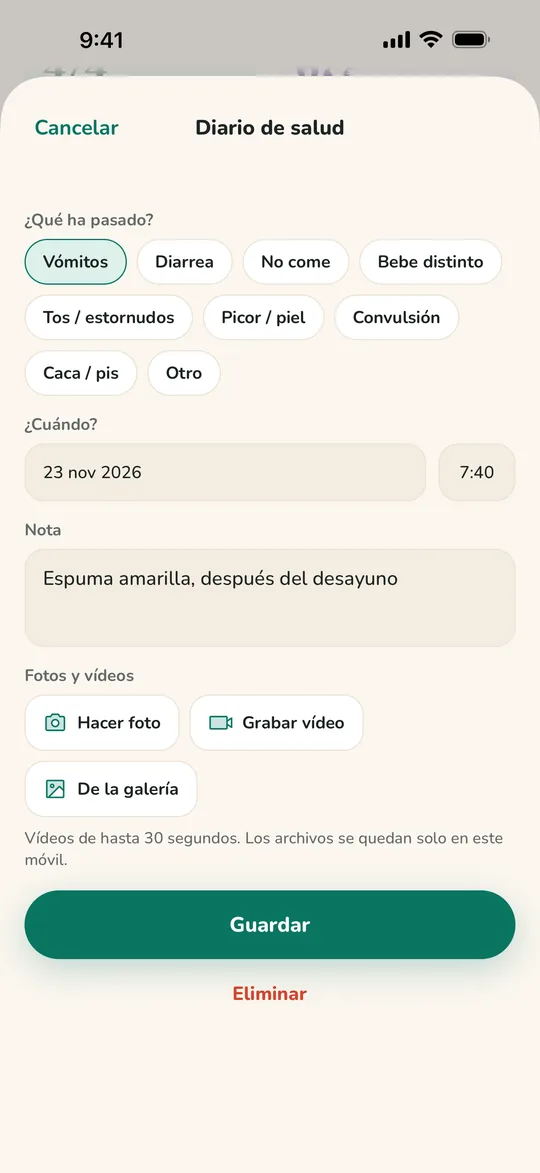 9:41
Cancelar
Diario de salud
¿Qué ha pasado?
Vómitos
Diarrea
No come
Bebe distinto
Tos / estornudos
Picor / piel
Convulsión
Caca / pis
Otro
¿Cuándo?
23 nov 2026
7:40
Nota
Espuma amarilla, después del desayuno
Fotos y vídeos
Hacer foto
Grabar vídeo
De la galería
Vídeos de hasta 30 segundos. Los archivos se quedan solo en este
móvil.
Guardar
Eliminar